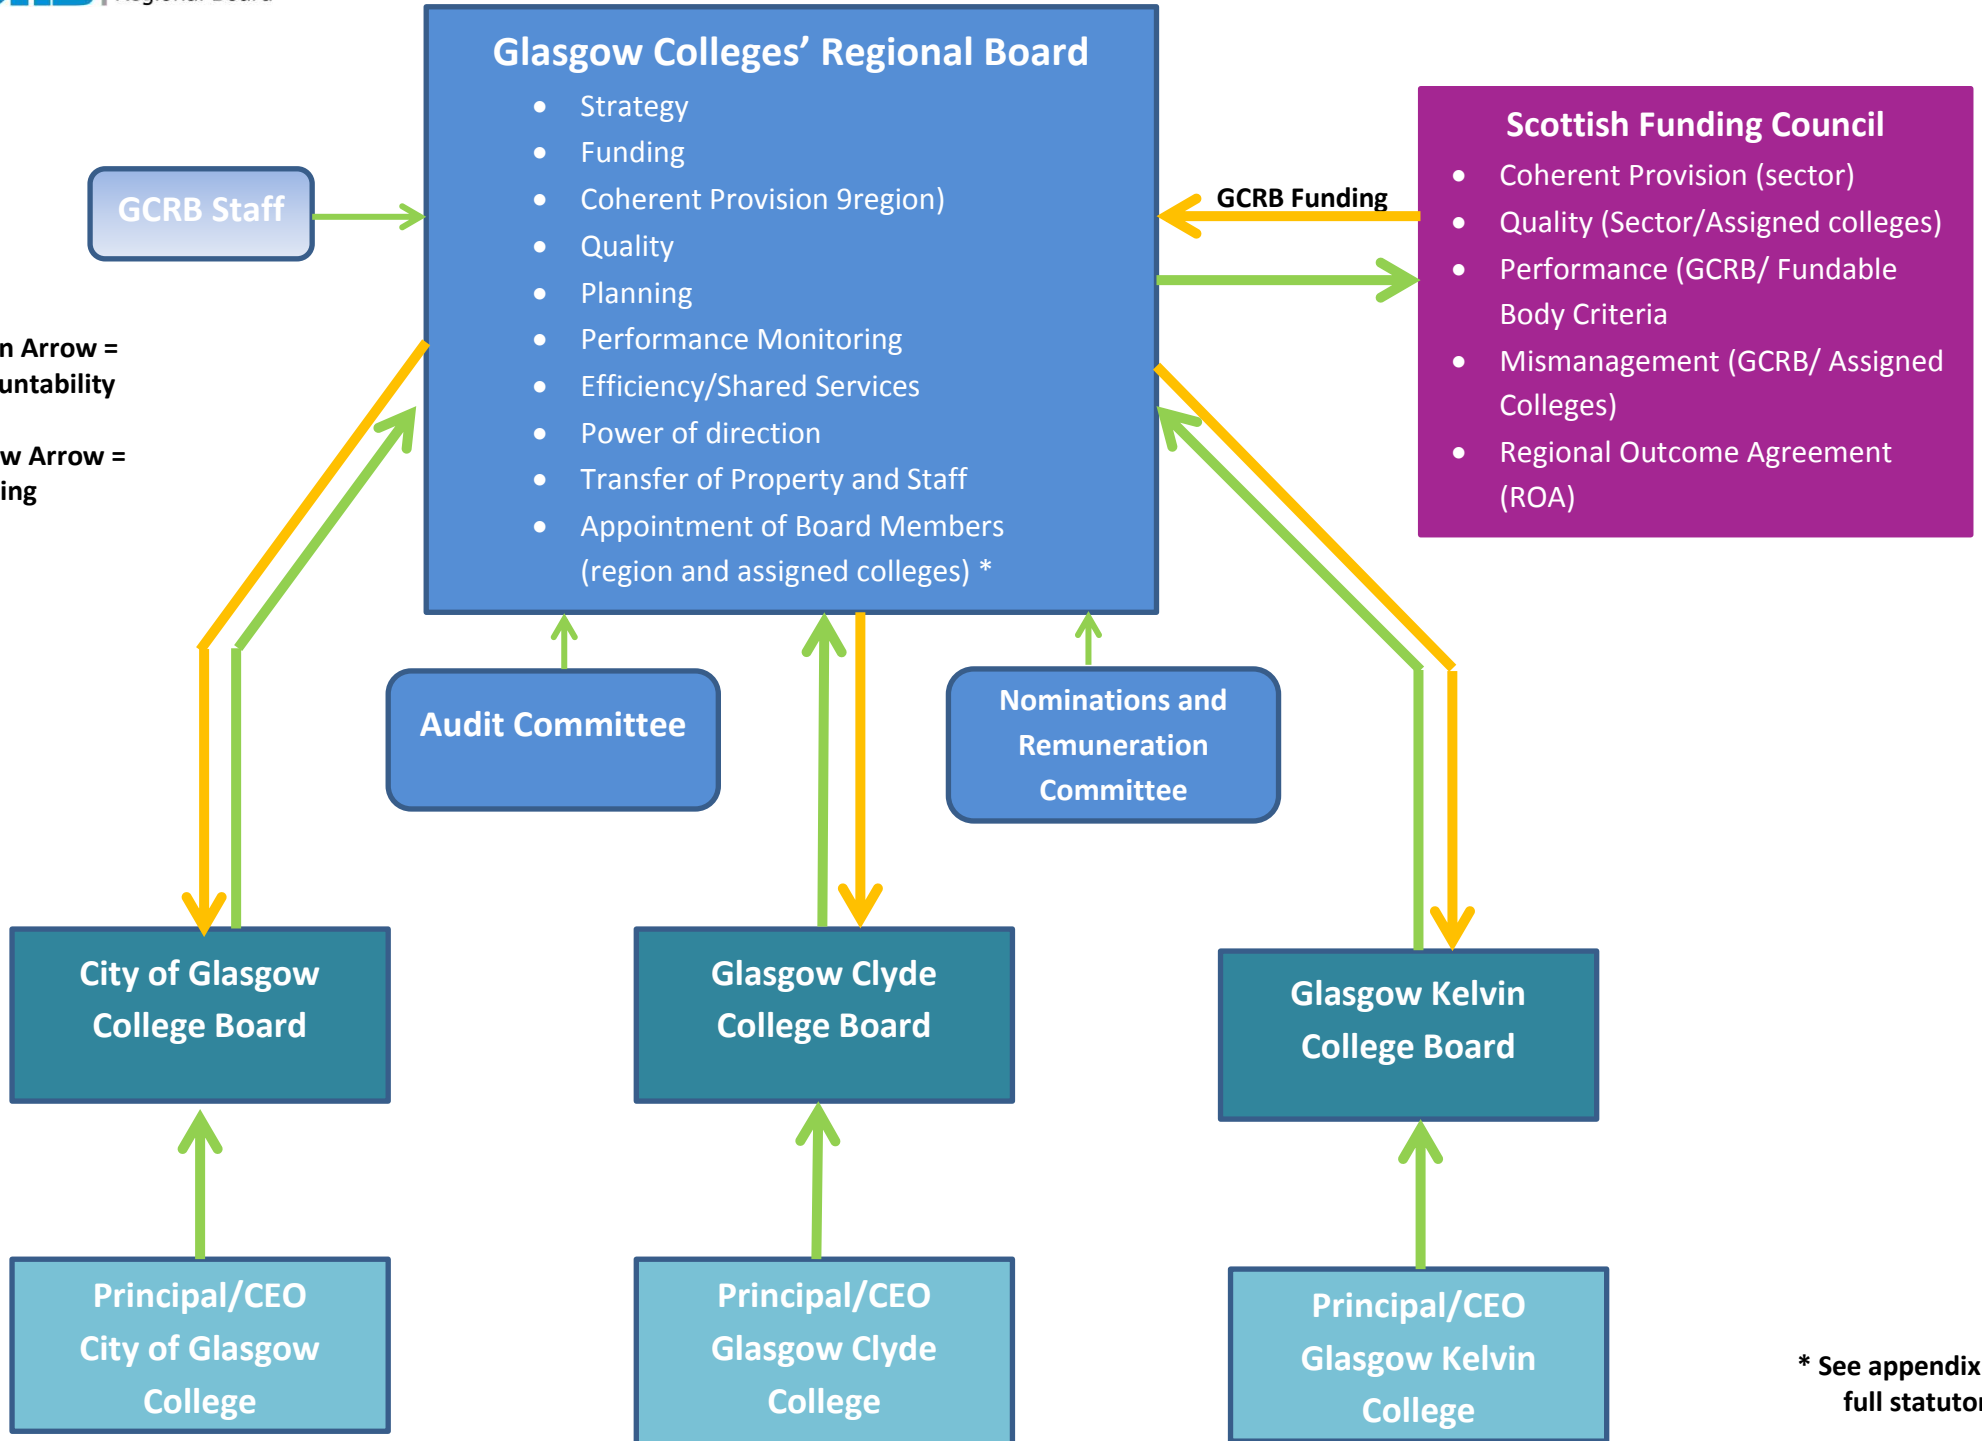 Regional Board
Glasgow Colleges’ Regional Board
• Strategy
• Funding
• Coherent Provision 9region)
• Quality
• Planning
• Performance Monitoring
• Efficiency/Shared Services
• Power of direction
• Transfer of Property and Staff
• Appointment of Board Members
(region and assigned colleges) *
Scottish Funding Council
• Coherent Provision (sector)
• Quality (Sector/Assigned colleges)
• Performance (GCRB/ Fundable
Body Criteria
• Mismanagement (GCRB/ Assigned
Colleges)
• Regional Outcome Agreement
(ROA)
GCRB Staff
GCRB Funding
n Arrow =
untability
w Arrow =
ing
Audit Committee
Nominations and
Remuneration
Committee
City of Glasgow
College Board
Glasgow Clyde
College Board
Glasgow Kelvin
College Board
Principal/CEO
City of Glasgow
College
Principal/CEO
Glasgow Clyde
College
Principal/CEO
Glasgow Kelvin
College
* See appendix
full statutor